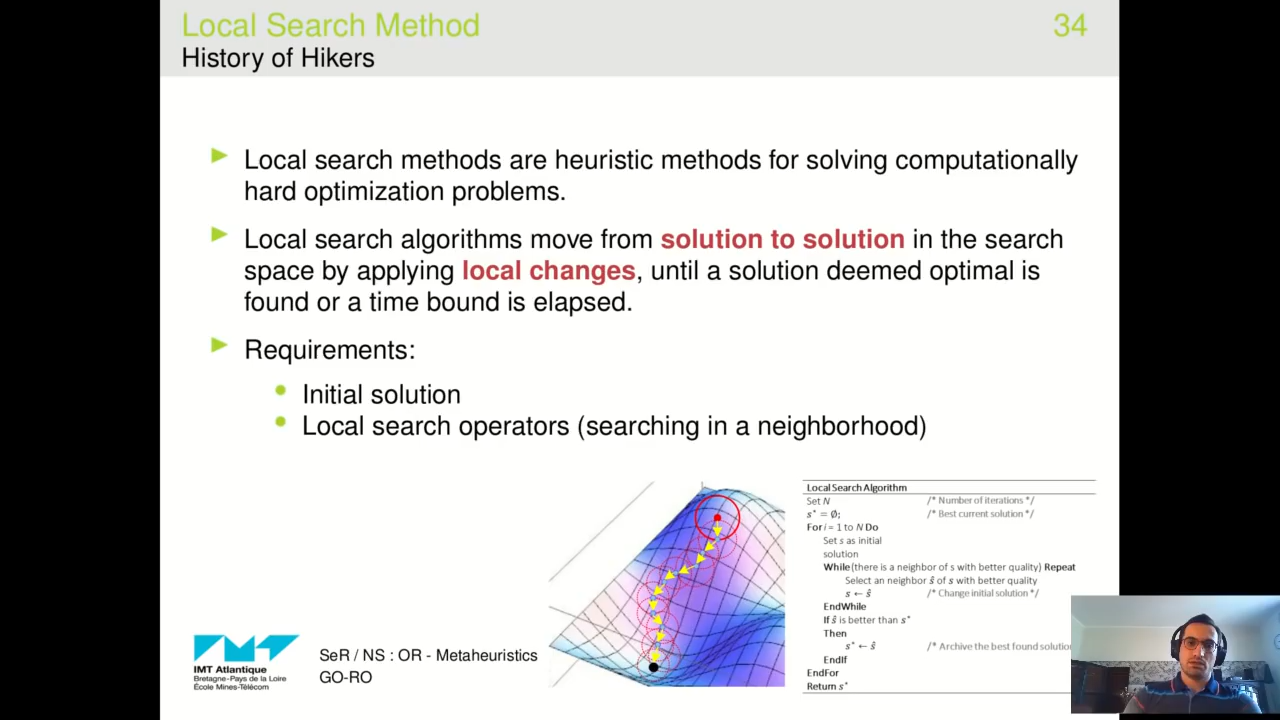 Local Search Method
34
History of Hikers
Local search methods are heuristic methods for solving computationally
hard optimization problems.
Local search algorithms move from solution to solution in the search
space by applying local changes, until a solution deemed optimal is
found or a time bound is elapsed.
Requirements:
Initial solution
Local search operators (searching in a neighborhood)
Local Search Algorithm
Set N /* Number of iterations */
s* = ∅; /* Best current solution */
For i = 1 to N Do
Set s as initial
solution
While (there is a neighbor of s with better quality) Repeat
Select an neighbor ŝ of s with better quality
s ← ŝ /* Change initial solution */
EndWhile
If ŝ is better than s*
Then
s* ← ŝ /* Archive the best found solution
EndIf
EndFor
Return s*
IMT Atlantique
Bretagne-Pays de la Loire
École Mines-Télécom
SeR / NS : OR - Metaheuristics
GO-RO